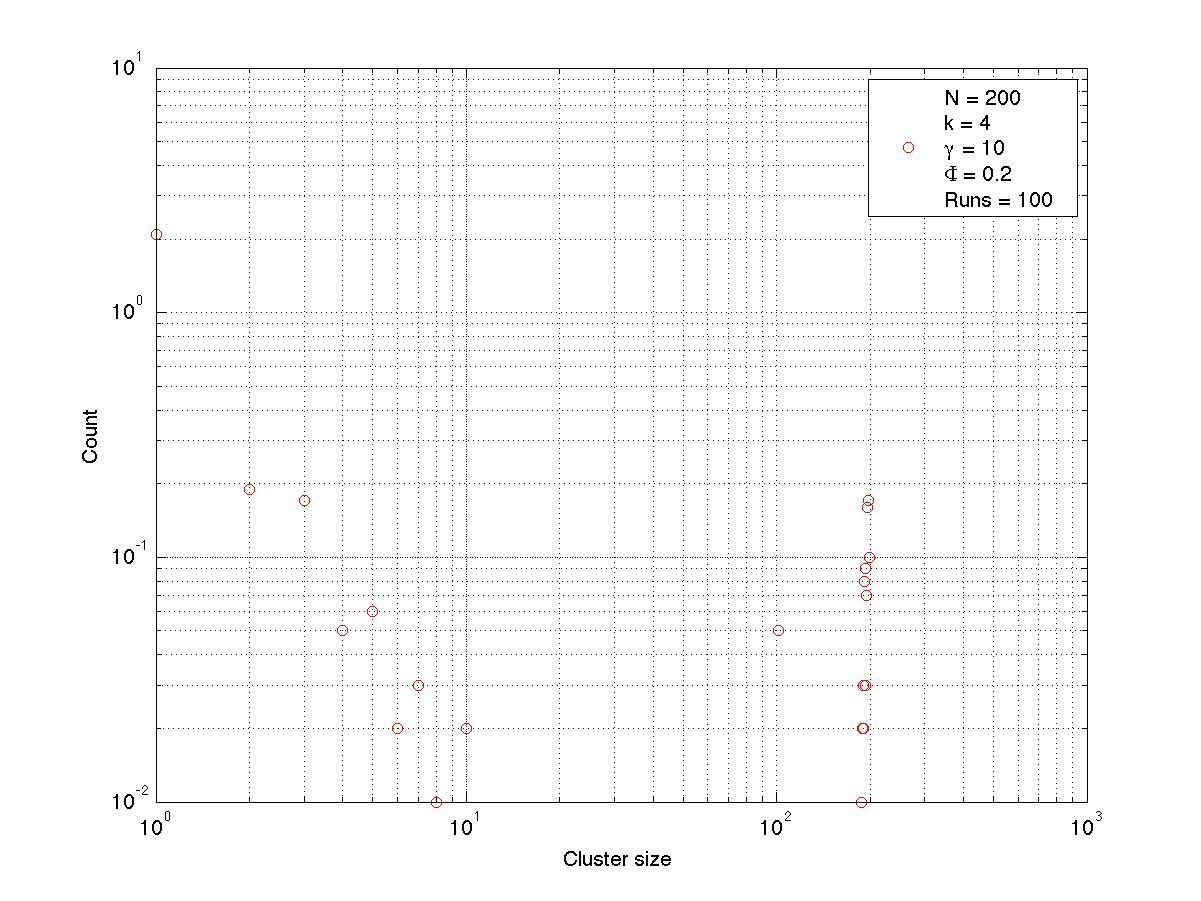 10^1
N = 200
k = 4
γ = 10
Φ = 0.2
Runs = 100
10^0
Count
10^-1
10^-2
10^0 10^1 10^2 10^3
Cluster size